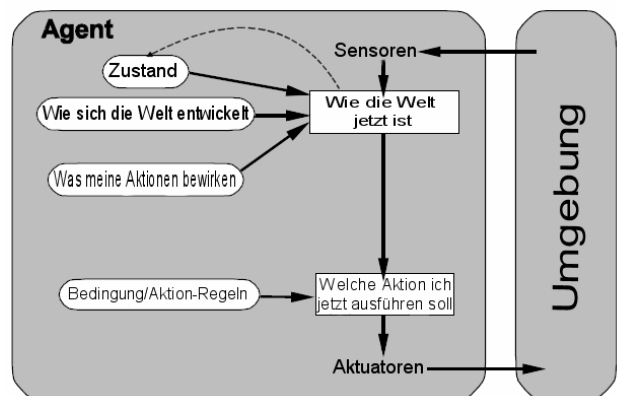 Agent
Sensoren
Zustand
Wie sich die Welt entwickelt
Wie die Welt
jetzt ist
Was meine Aktionen bewirken
Bedingung/Aktion-Regeln
Welche Aktion ich
jetzt ausführen soll
Aktuatoren
Umgebung